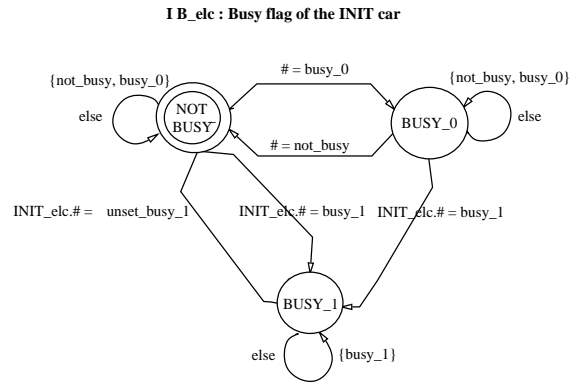 I B_elc : Busy flag of the INIT car
# = busy_0
{not_busy, busy_0}
{not_busy, busy_0}
NOT
BUSY
else
BUSY_0
else
# = not_busy
INIT_elc.# = unset_busy_1
INIT_elc.# = busy_1
INIT_elc.# = busy_1
BUSY_1
else
{busy_1}